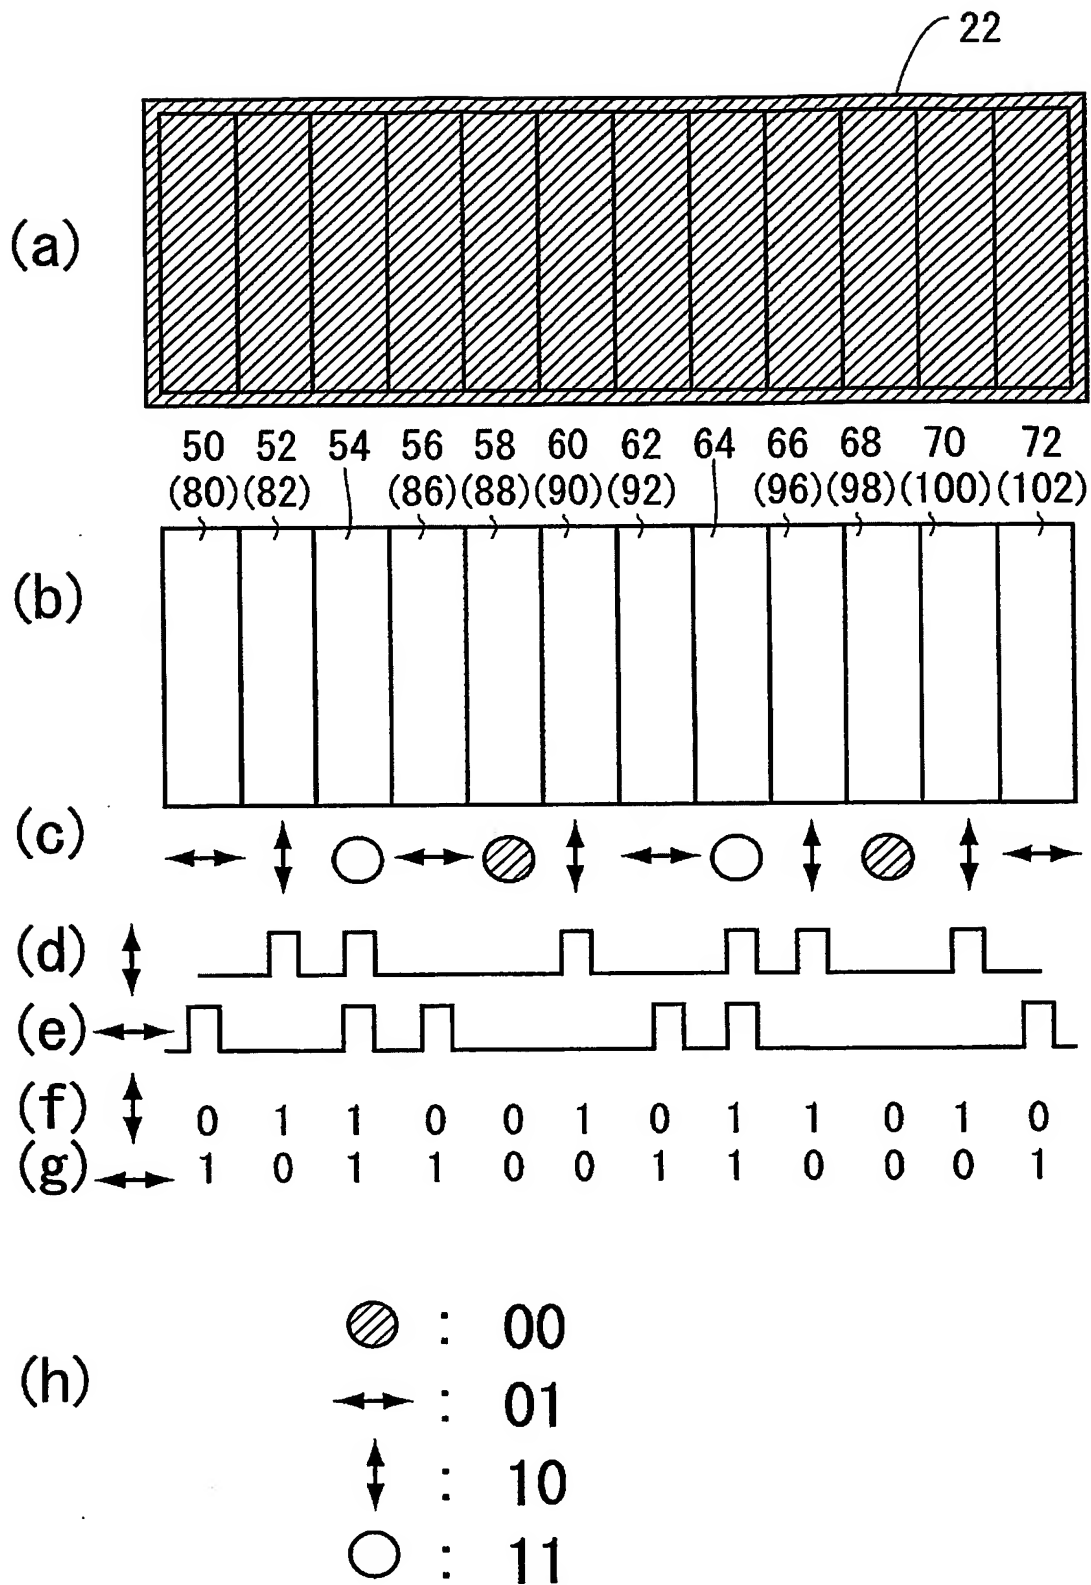 22
(a)
50 52 54 56 58 60 62 64 66 68 70 72
(80) (82) (86) (88) (90) (92) (96) (98) (100) (102)
(b)
(c)
(d)
(e)
(f) 0 1 1 0 0 1 0 1 1 0 1 0
(g) 1 0 1 1 0 0 1 1 0 0 0 1
: 00
(h)
: 01
: 10
: 11